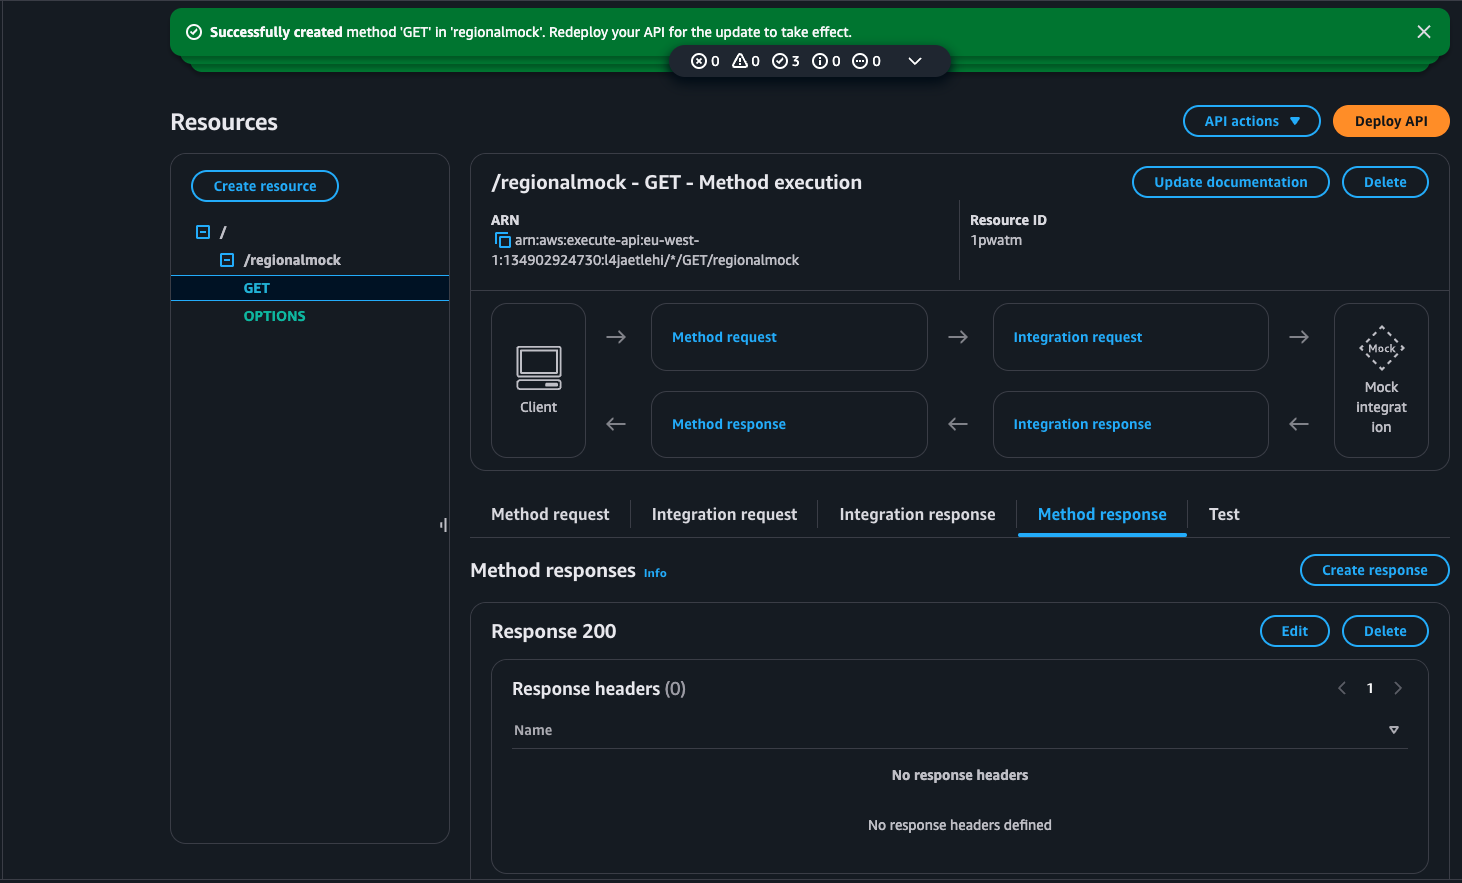 Successfully created method 'GET' in 'regionalmock'. Redeploy your API for the update to take effect.
0 0 3 0 0
Resources
API actions
Deploy API
Create resource
/
/regionalmock
GET
OPTIONS
/regionalmock - GET - Method execution
Update documentation
Delete
ARN
arn:aws:execute-api:eu-west-
1:134902924730:l4jaetlehi/*/GET/regionalmock
Resource ID
1pwatm
Client
Method request
Integration request
Method response
Integration response
Mock
Mock
integrat
ion
Method request
Integration request
Integration response
Method response
Test
Method responses Info
Create response
Response 200
Edit
Delete
Response headers (0)
1
Name
No response headers
No response headers defined